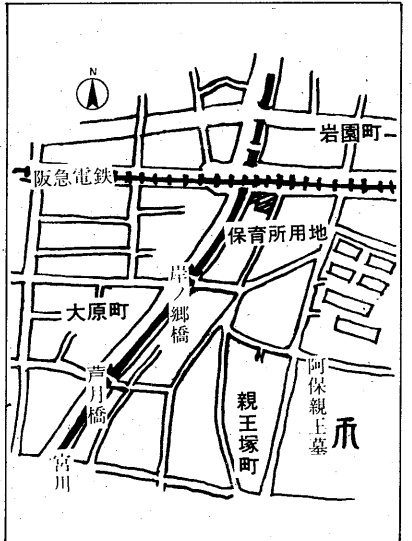 N
岩園町
阪急電鉄
保育所用地
岸ノ郷橋
大原町
芦月橋
親王塚町
阿保親王墓
宮川